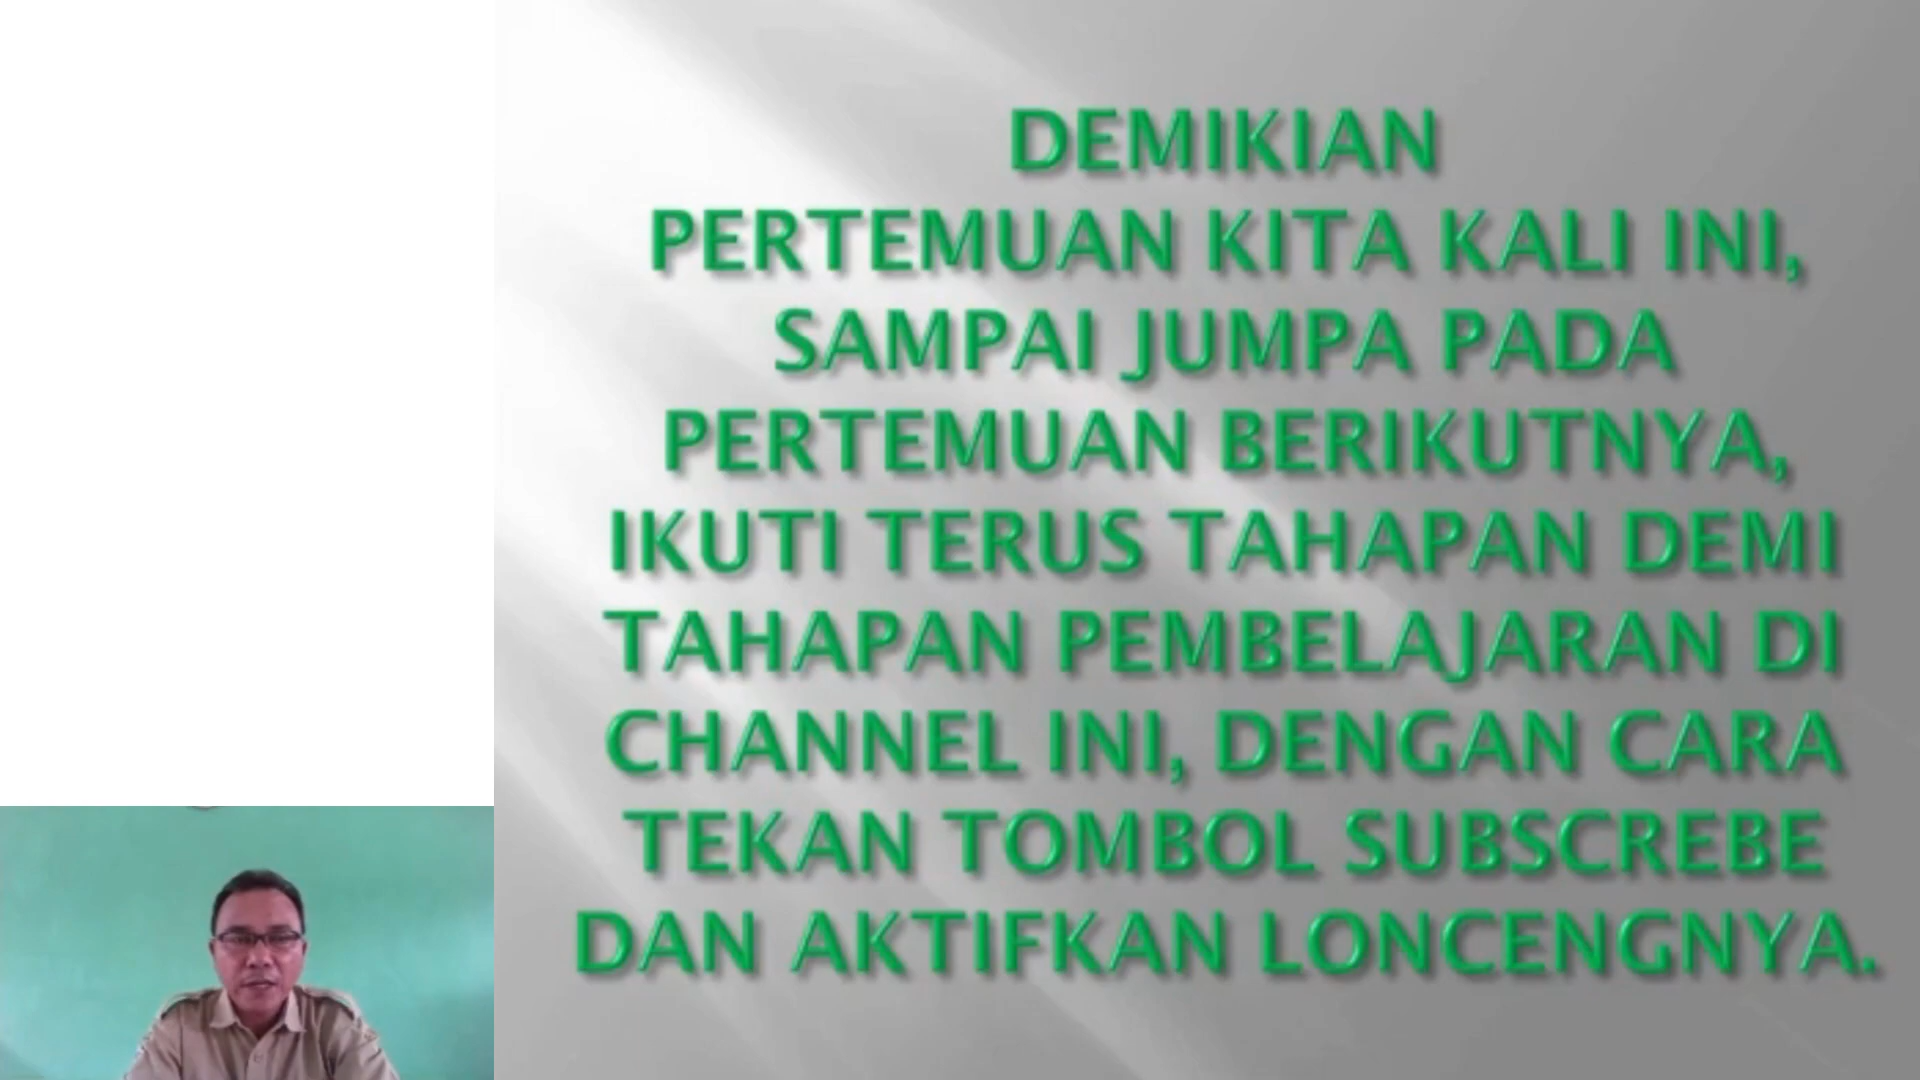 DEMIKIAN
PERTEMUAN KITA KALI INI,
SAMPAI JUMPA PADA
PERTEMUAN BERIKUTNYA,
IKUTI TERUS TAHAPAN DEMI
TAHAPAN PEMBELAJARAN DI
CHANNEL INI, DENGAN CARA
TEKAN TOMBOL SUBSCREBE
DAN AKTIFKAN LONCENGNYA.